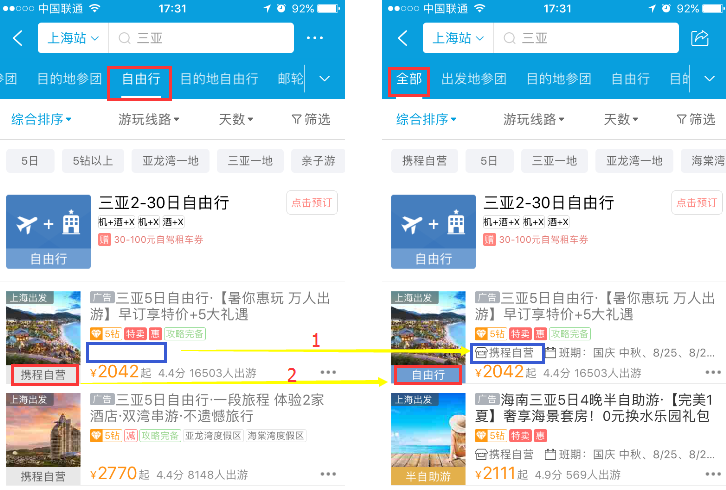 中国联通 17:31 92%
上海站 三亚
参团 目的地参团 自由行 目的地自由行 邮轮
综合排序 游玩线路 天数 筛选
5日 5钻以上 亚龙湾一地 三亚一地 亲子游
三亚2-30日自由行 点击预订
机+酒+X 机+X 酒+X
赠 30-100元自驾租车券
自由行
上海出发
广告 三亚5日自由行·【暑你惠玩 万人出
游】早订享特价+5大礼遇
5钻 特卖 惠 攻略完备
携程自营
¥2042起 4.4分 16503人出游
上海出发
广告 三亚5日自由行·一段旅程 体验2家
酒店·双湾串游·不遗憾旅行
5钻 减 攻略完备 亚龙湾度假区 海棠湾度假区
携程自营
¥2770起 4.4分 8148人出游
1
2
中国联通 17:31 92%
上海站 三亚
全部 出发地参团 目的地参团 自由行 目的
综合排序 游玩线路 天数 筛选
携程自营 5日 三亚一地 亚龙湾一地 海棠湾
三亚2-30日自由行 点击预订
机+酒+X 机+X 酒+X
赠 30-100元自驾租车券
自由行
上海出发
广告 三亚5日自由行·【暑你惠玩 万人出
游】早订享特价+5大礼遇
5钻 特卖 惠 攻略完备
携程自营 班期：国庆 中秋、8/25、8/2...
自由行
¥2042起 4.4分 16503人出游
上海出发
广告 海南三亚5日4晚半自助游·【完美1
夏】奢享海景套房！0元换水乐园礼包
5钻 特卖 惠
携程自营 班期：国庆 中秋、8/25、8/2...
半自助游
¥2111起 4.9分 569人出游